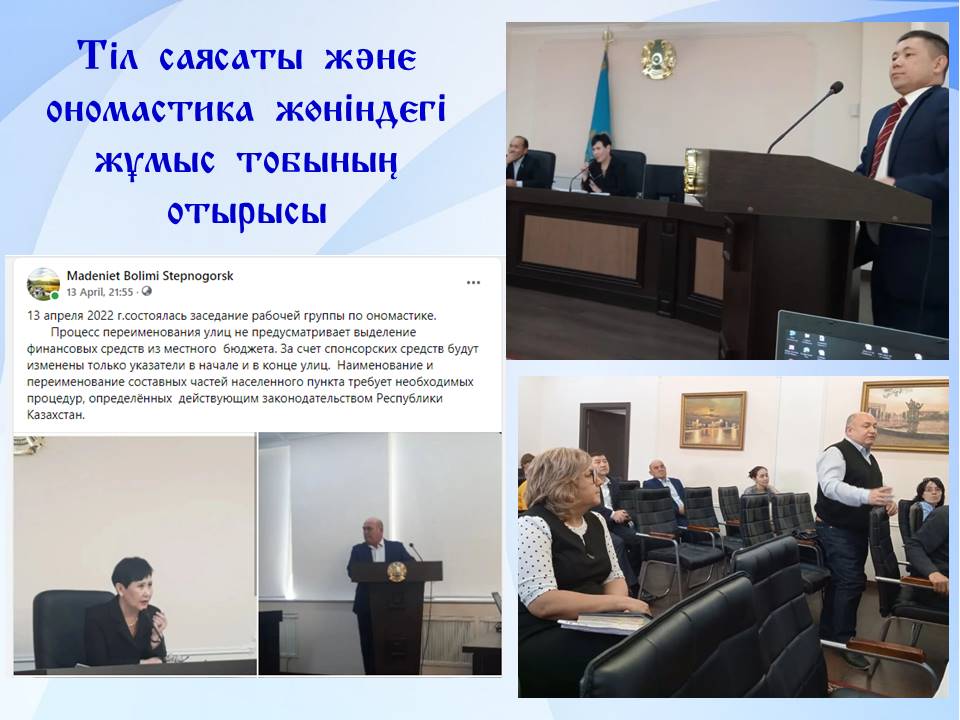 Тіл саясаты және
ономастика жөніндегі
жұмыс тобының
отырысы
Madeniet Bolimi Stepnogorsk
13 April, 21:55 ·
13 апреля 2022 г.состоялась заседание рабочей группы по ономастике.
Процесс переименования улиц не предусматривает выделение
финансовых средств из местного бюджета. За счет спонсорских средств будут
изменены только указатели в начале и в конце улиц. Наименование и
переименование составных частей населенного пункта требует необходимых
процедур, определённых действующим законодательством Республики
Казахстан.